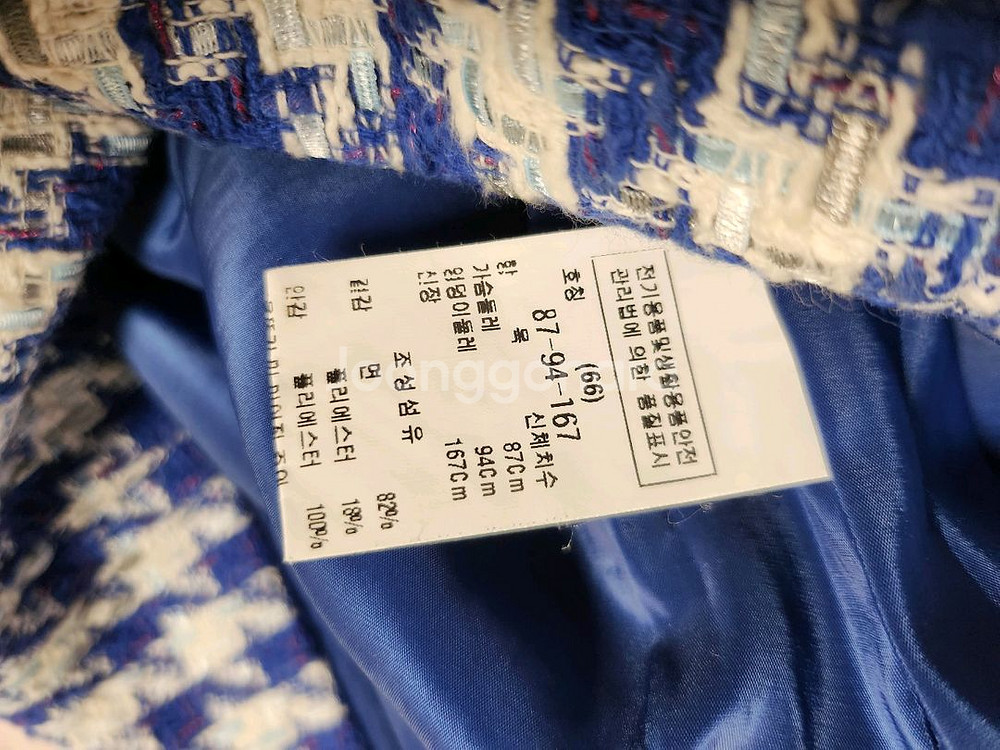 전기용품및생활용품안전
관리법에 의한 품질표시
호칭 (66)
87-94-167
항 목 신체치수
가슴둘레 87Cm
엉덩이둘레 94Cm
신장 167Cm
조성섬유
겉감 면 82%
폴리에스터 18%
안감 폴리에스터 100%